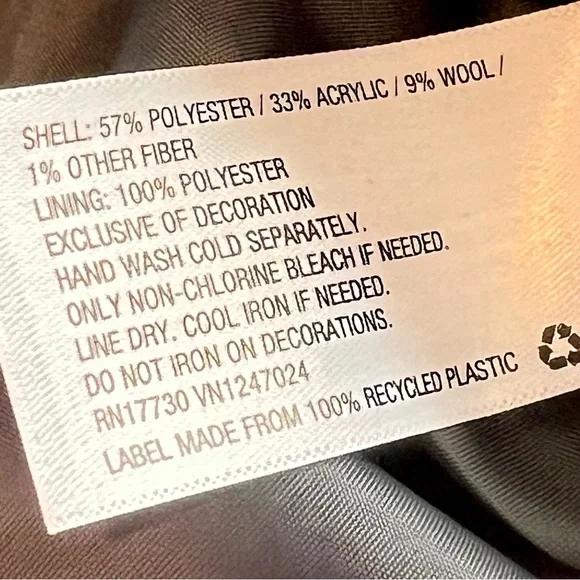 SHELL: 57% POLYESTER / 33% ACRYLIC / 9% WOOL /
1% OTHER FIBER
LINING: 100% POLYESTER
EXCLUSIVE OF DECORATION
HAND WASH COLD SEPARATELY.
ONLY NON-CHLORINE BLEACH IF NEEDED.
LINE DRY. COOL IRON IF NEEDED.
DO NOT IRON ON DECORATIONS.
RN17730 VN1247024
LABEL MADE FROM 100% RECYCLED PLASTIC